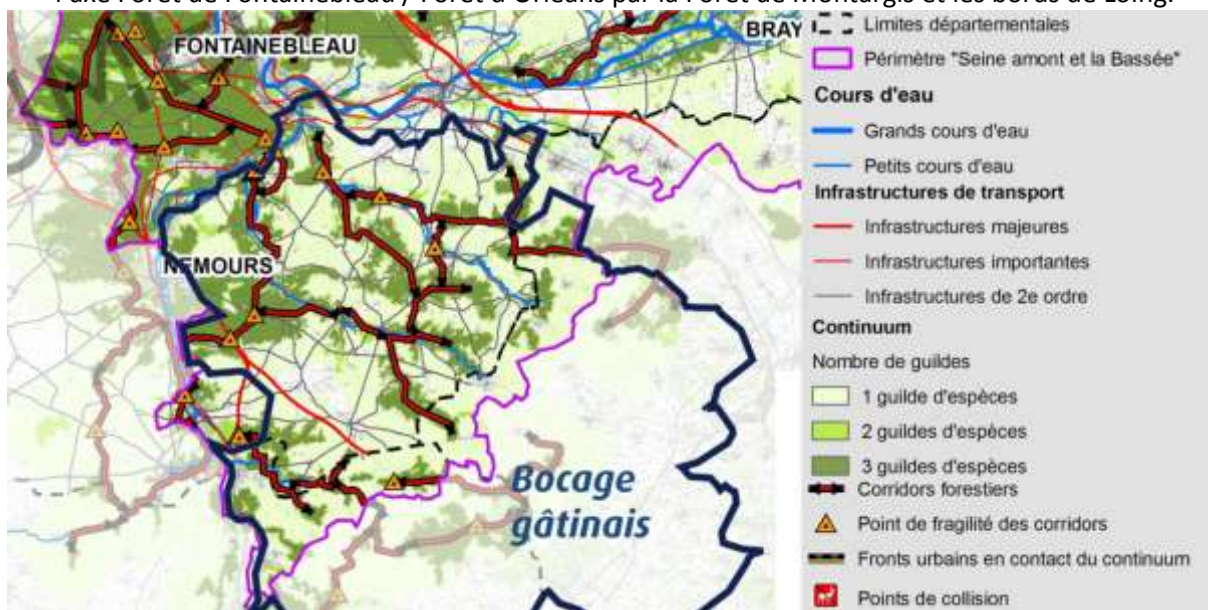 l'axe Forêt de Fontainebleau / Forêt d'Orléans par la Forêt de Montargis et les bords de Loing.
FONTAINEBLEAU
BRAY
NEMOURS
Bocage
gâtinais
Limites départementales
Périmètre "Seine amont et la Bassée"
Cours d'eau
Grands cours d'eau
Petits cours d'eau
Infrastructures de transport
Infrastructures majeures
Infrastructures importantes
Infrastructures de 2e ordre
Continuum
Nombre de guildes
1 guilde d'espèces
2 guildes d'espèces
3 guildes d'espèces
Corridors forestiers
Point de fragilité des corridors
Fronts urbains en contact du continuum
Points de collision